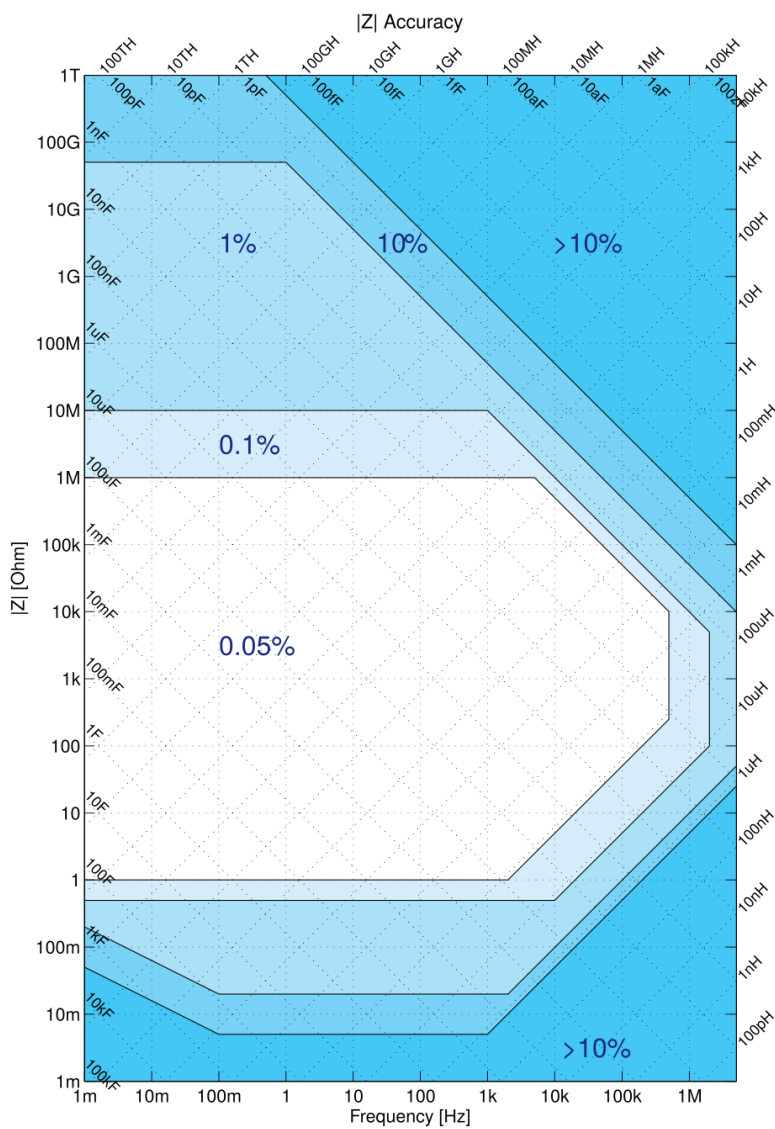 |Z| Accuracy
100TH 10TH 1TH 100GH 10GH 1GH 100MH 10MH 1MH 100kH
1T 100pF 10pF 1pF 100fF 10fF 1fF 100aF 10aF 1aF 10kH
1nF
100G 1kH
10nF
10G 100H
1% 10% >10%
100nF
1G 10H
1uF
100M 1H
10uF
10M 100mH
0.1%
100uF
1M 10mH
1mF
100k 1mH
10mF
10k 100uH
0.05%
100mF
1k 10uH
1F
100 1uH
10F
10 100nH
100F
1 10nH
1kF
100m 1nH
10kF
10m 100pH
>10%
100kF
1m
|Z| [Ohm]
1m 10m 100m 1 10 100 1k 10k 100k 1M
Frequency [Hz]